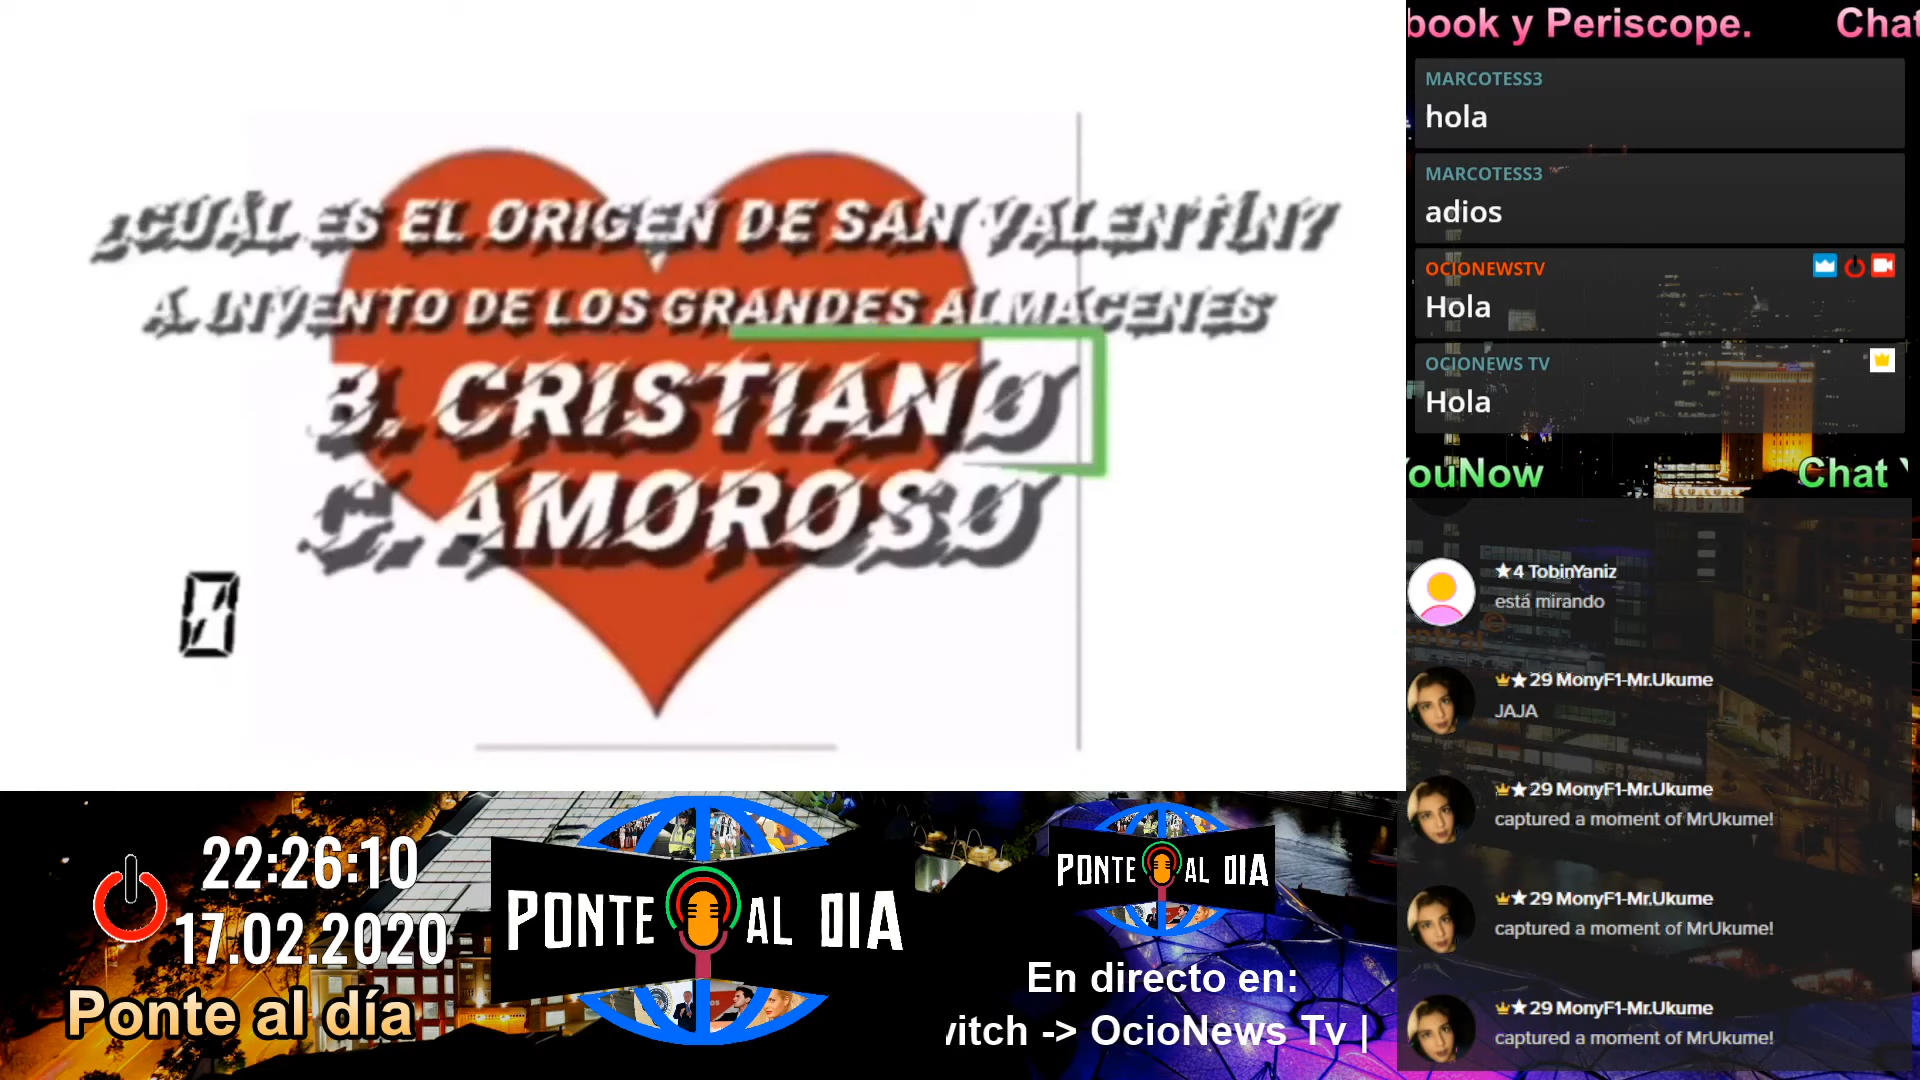 ¿CUÁL ES EL ORIGEN DE SAN VALENTÍN?
A. INVENTO DE LOS GRANDES ALMACENES
B. CRISTIANO
C. AMOROSO
0
22:26:10
17.02.2020
Ponte al día
PONTE AL DIA
PONTE AL DIA
En directo en:
vitch -> OcioNews Tv |
book y Periscope. Chat
MARCOTESS3
hola
MARCOTESS3
adios
OCIONEWSTV
Hola
OCIONEWS TV
Hola
ouNow Chat Y
★4 TobinYaniz
está mirando
★29 MonyF1-Mr.Ukume
JAJA
★29 MonyF1-Mr.Ukume
captured a moment of MrUkume!
★29 MonyF1-Mr.Ukume
captured a moment of MrUkume!
★29 MonyF1-Mr.Ukume
captured a moment of MrUkume!